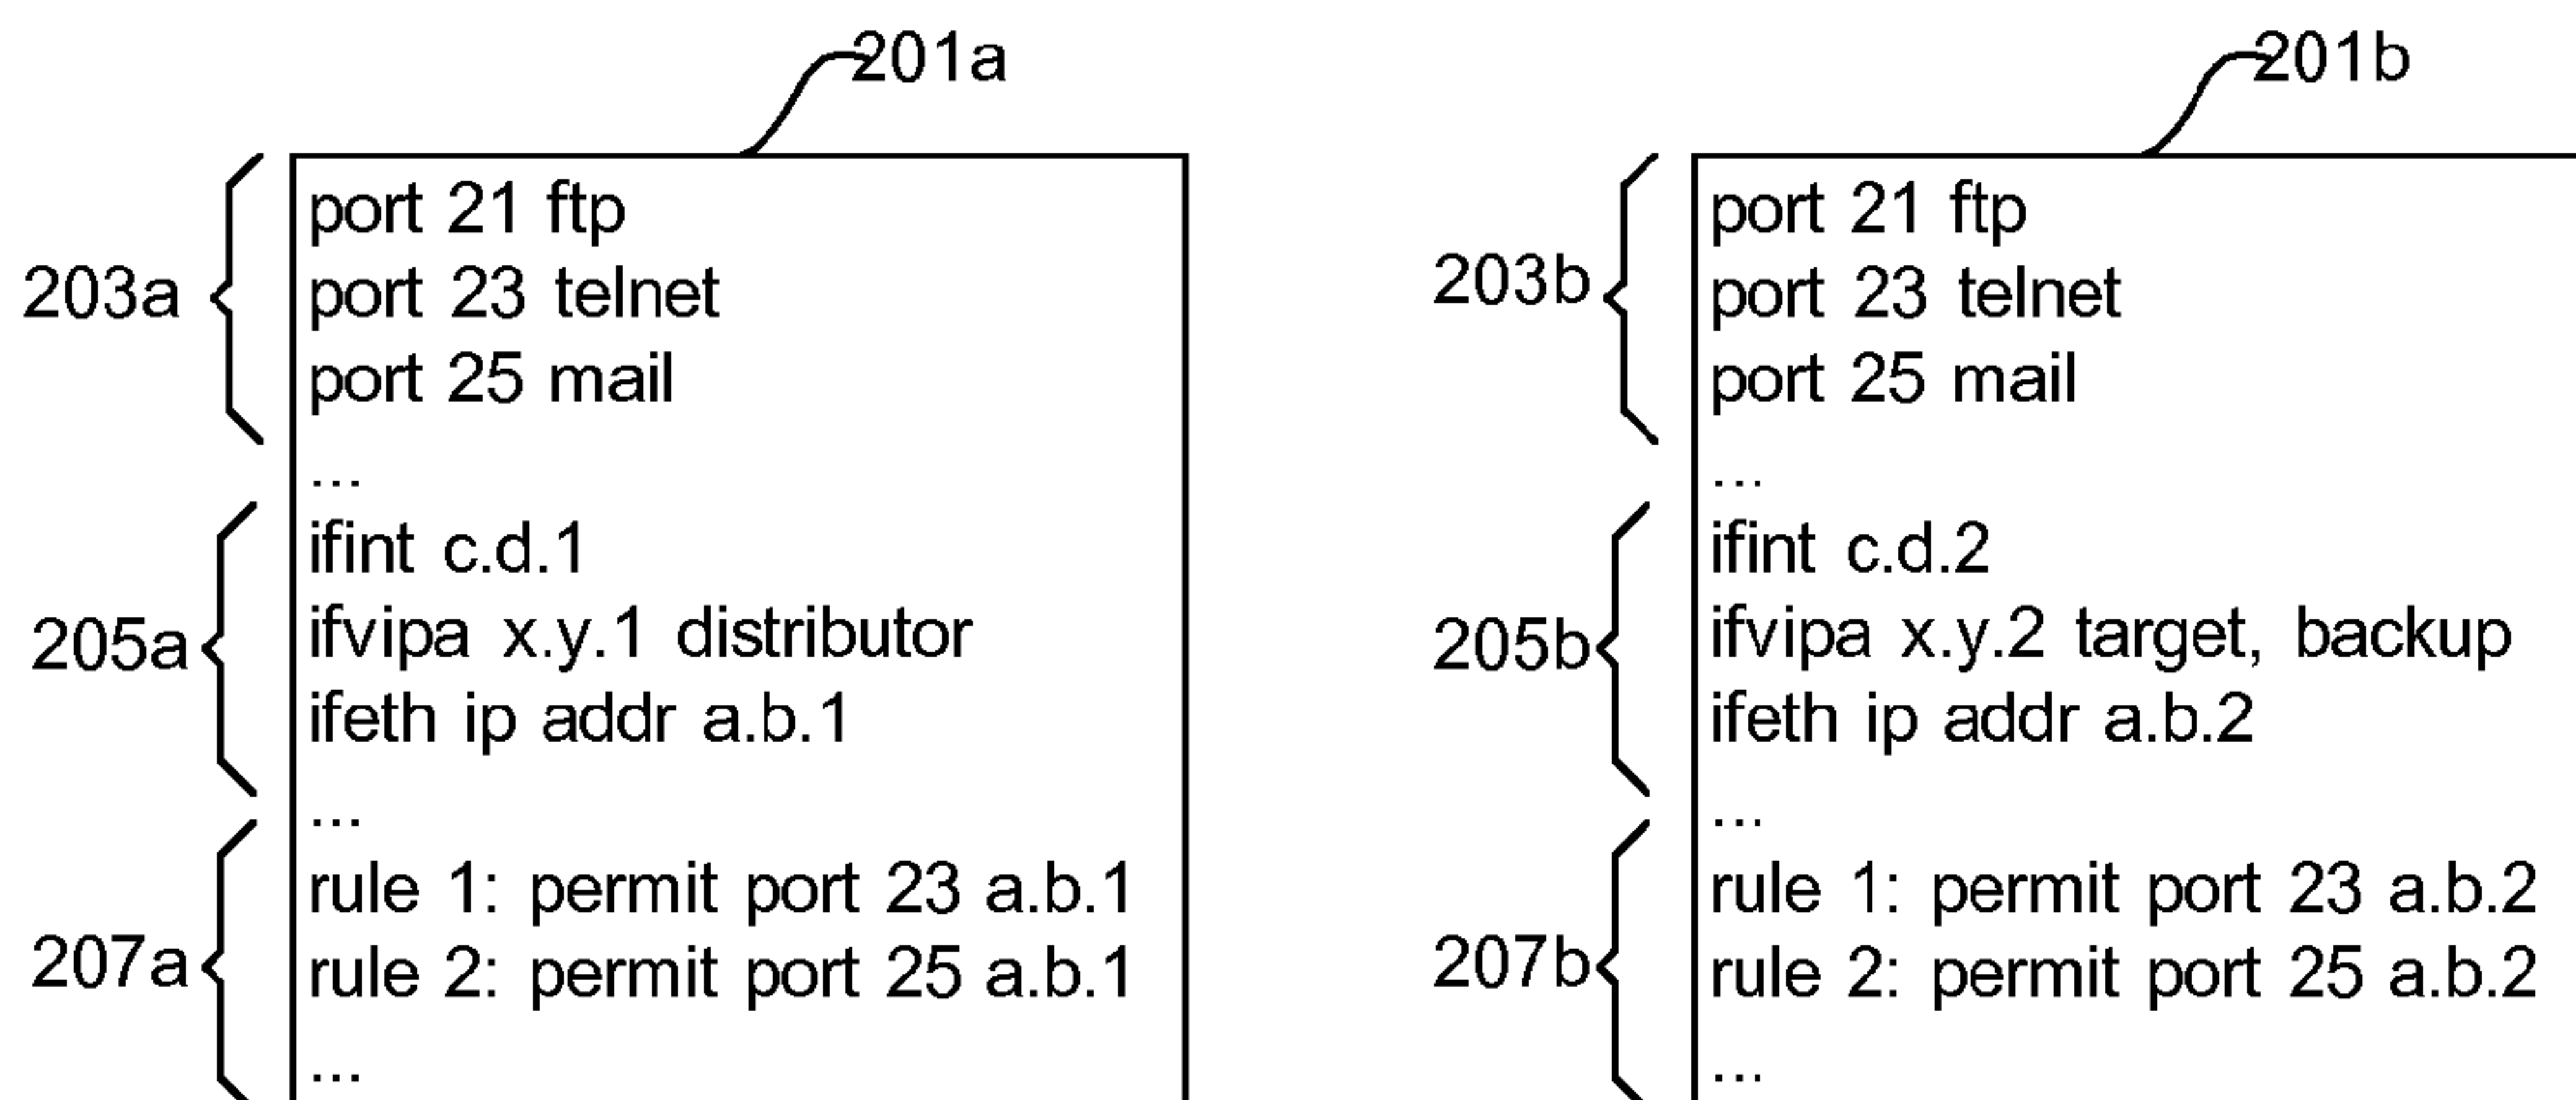 201a
203a
port 21 ftp
port 23 telnet
port 25 mail
...
205a
ifint c.d.1
ifvipa x.y.1 distributor
ifeth ip addr a.b.1
...
207a
rule 1: permit port 23 a.b.1
rule 2: permit port 25 a.b.1
...
201b
203b
port 21 ftp
port 23 telnet
port 25 mail
...
205b
ifint c.d.2
ifvipa x.y.2 target, backup
ifeth ip addr a.b.2
...
207b
rule 1: permit port 23 a.b.2
rule 2: permit port 25 a.b.2
...